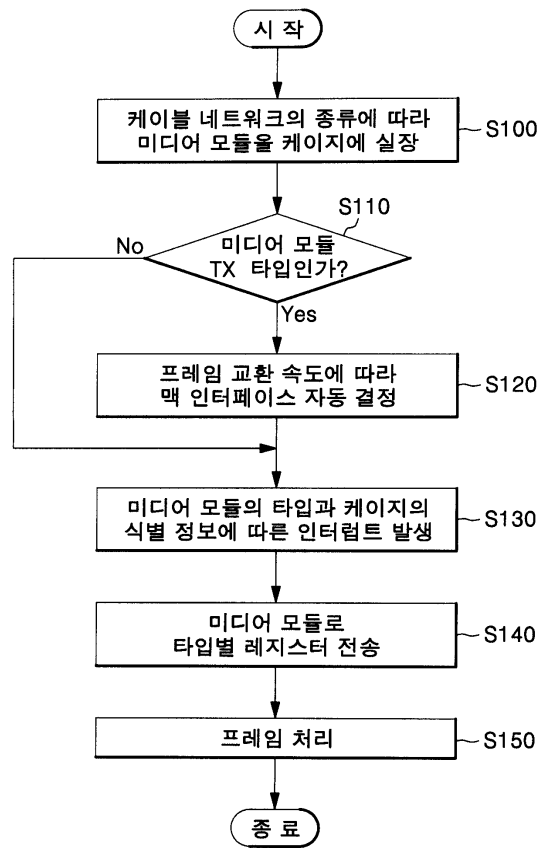 시 작
케이블 네트워크의 종류에 따라
미디어 모듈을 케이지에 실장
S100
S110
미디어 모듈
TX 타입인가?
No
Yes
프레임 교환 속도에 따라
맥 인터페이스 자동 결정
S120
미디어 모듈의 타입과 케이지의
식별 정보에 따른 인터럽트 발생
S130
미디어 모듈로
타입별 레지스터 전송
S140
프레임 처리
S150
종 료